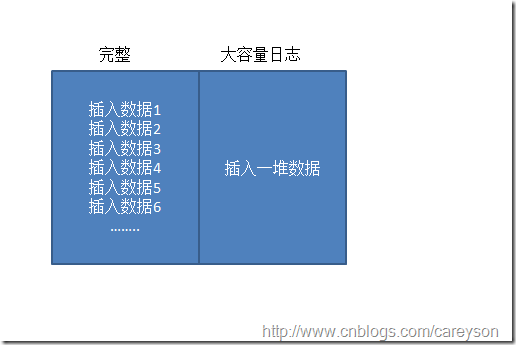 完整
大容量日志
插入数据1
插入数据2
插入数据3
插入数据4
插入数据5
插入数据6
........
插入一堆数据
http://www.cnblogs.com/careyson